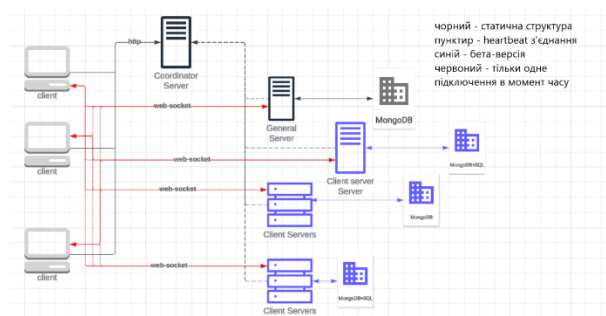 чорний - статична структура
пунктир - heartbeat з'єднання
синій - бета-версія
червоний - тільки одне
підключення в момент часу
http
Coordinator
Server
client
web-socket
General
Server
MongoDB
client
web-socket
Client server
Server
MongoDB+SQL
web-socket
MongoDB
Client Servers
client
web-socket
MongoDB+SQL
Client Servers